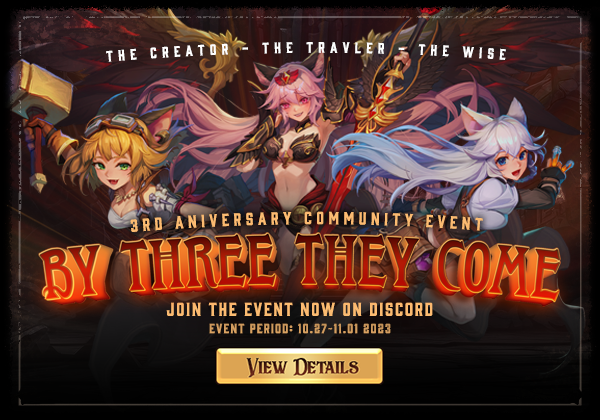 THE CREATOR - THE TRAVLER - THE WISE
3RD ANIVERSARY COMMUNITY EVENT
BY THREE THEY COME
JOIN THE EVENT NOW ON DISCORD
EVENT PERIOD: 10.27-11.01 2023
VIEW DETAILS